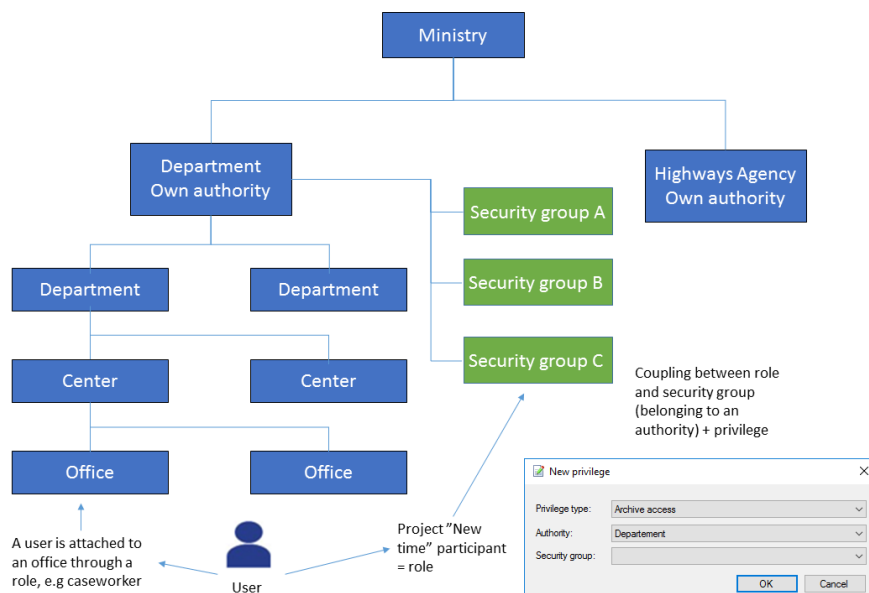 Ministry
Department
Own authority
Highways Agency
Own authority
Security group A
Security group B
Security group C
Department
Department
Center
Center
Office
Office
Coupling between role
and security group
(belonging to an
authority) + privilege
A user is attached to
an office through a
role, e.g caseworker
User
Project ”New
time” participant
= role
New privilege
Privilege type:
Archive access
Authority:
Departement
Security group:
OK
Cancel